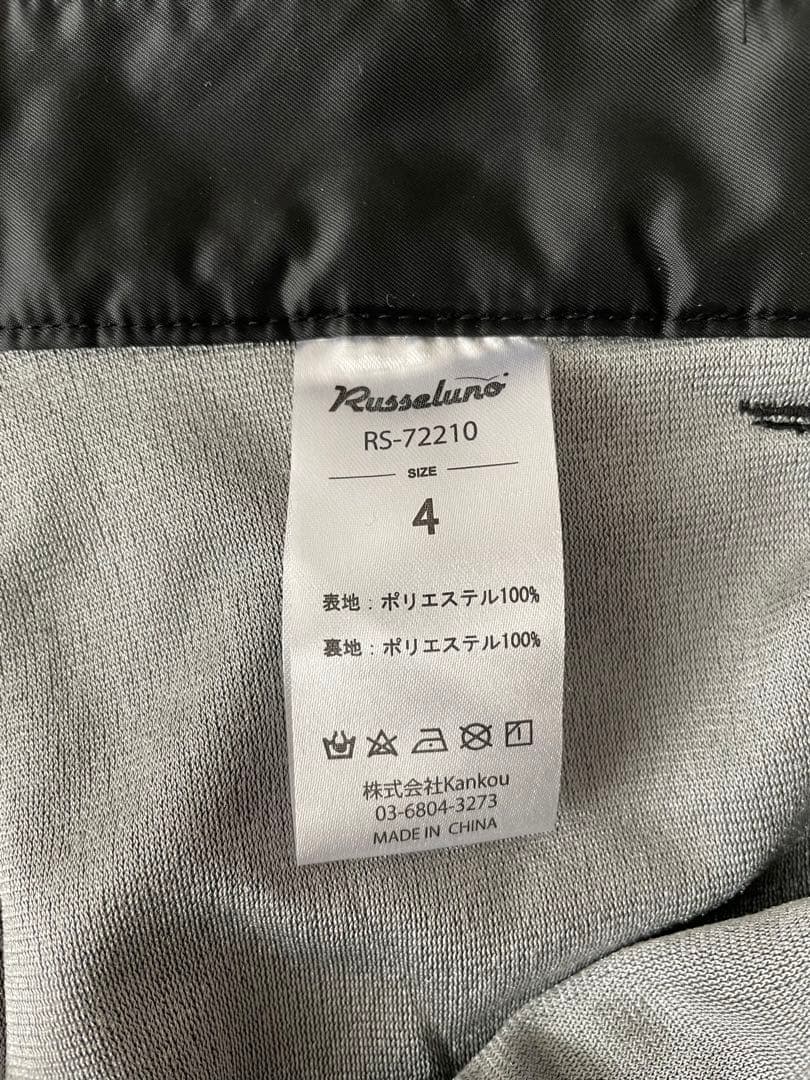 Russeluno
RS-72210
SIZE
4
表地：ポリエステル100%
裏地：ポリエステル100%
株式会社Kankou
03-6804-3273
MADE IN CHINA